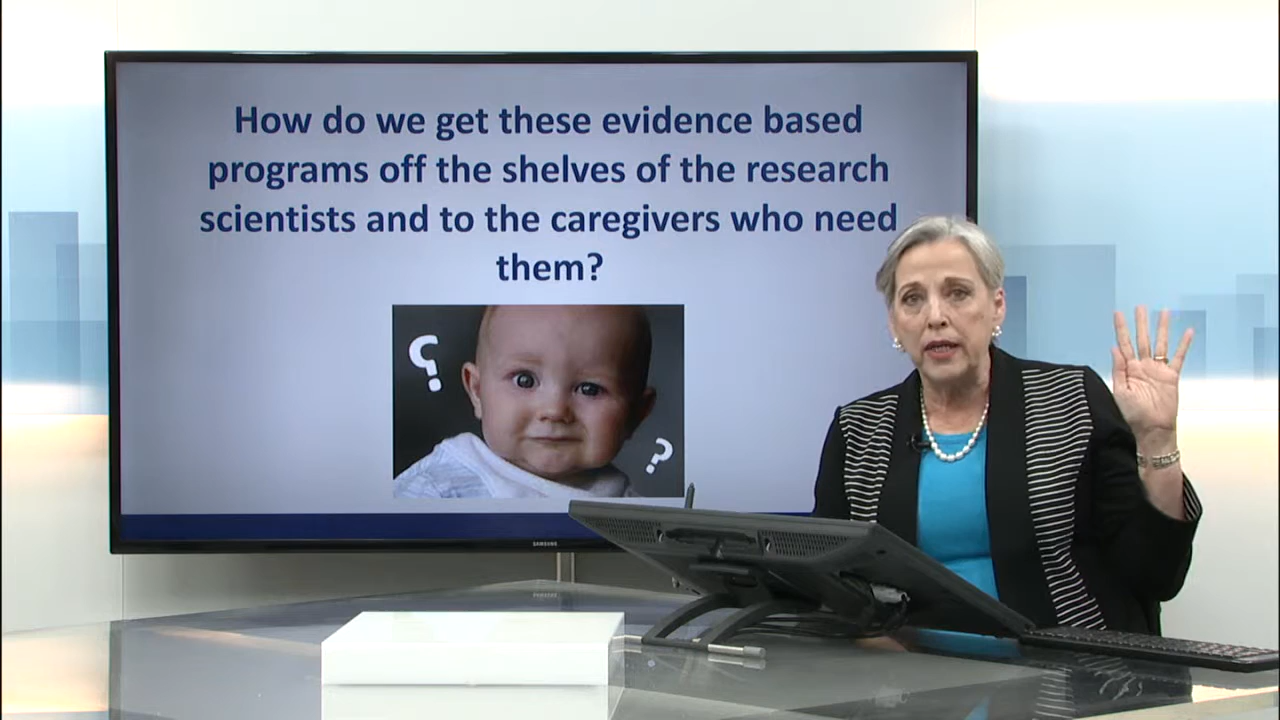 How do we get these evidence based
programs off the shelves of the research
scientists and to the caregivers who need
them?
?
?
SAMSUNG